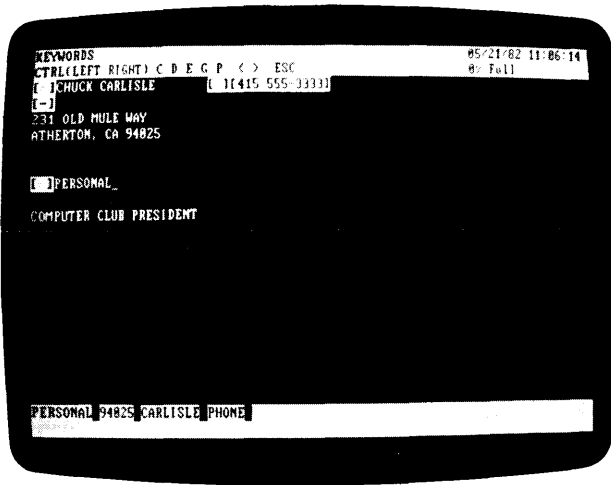 KEYWORDS 05/21/82 11:06:14
CTRL(LEFT RIGHT) C D E G P < > ESC 0% Full
[-]CHUCK CARLISLE [ ][415 555-3333]
[-]
231 OLD MULE WAY
ATHERTON, CA 94025
[ ]PERSONAL_
COMPUTER CLUB PRESIDENT
PERSONAL 94025 CARLISLE PHONE